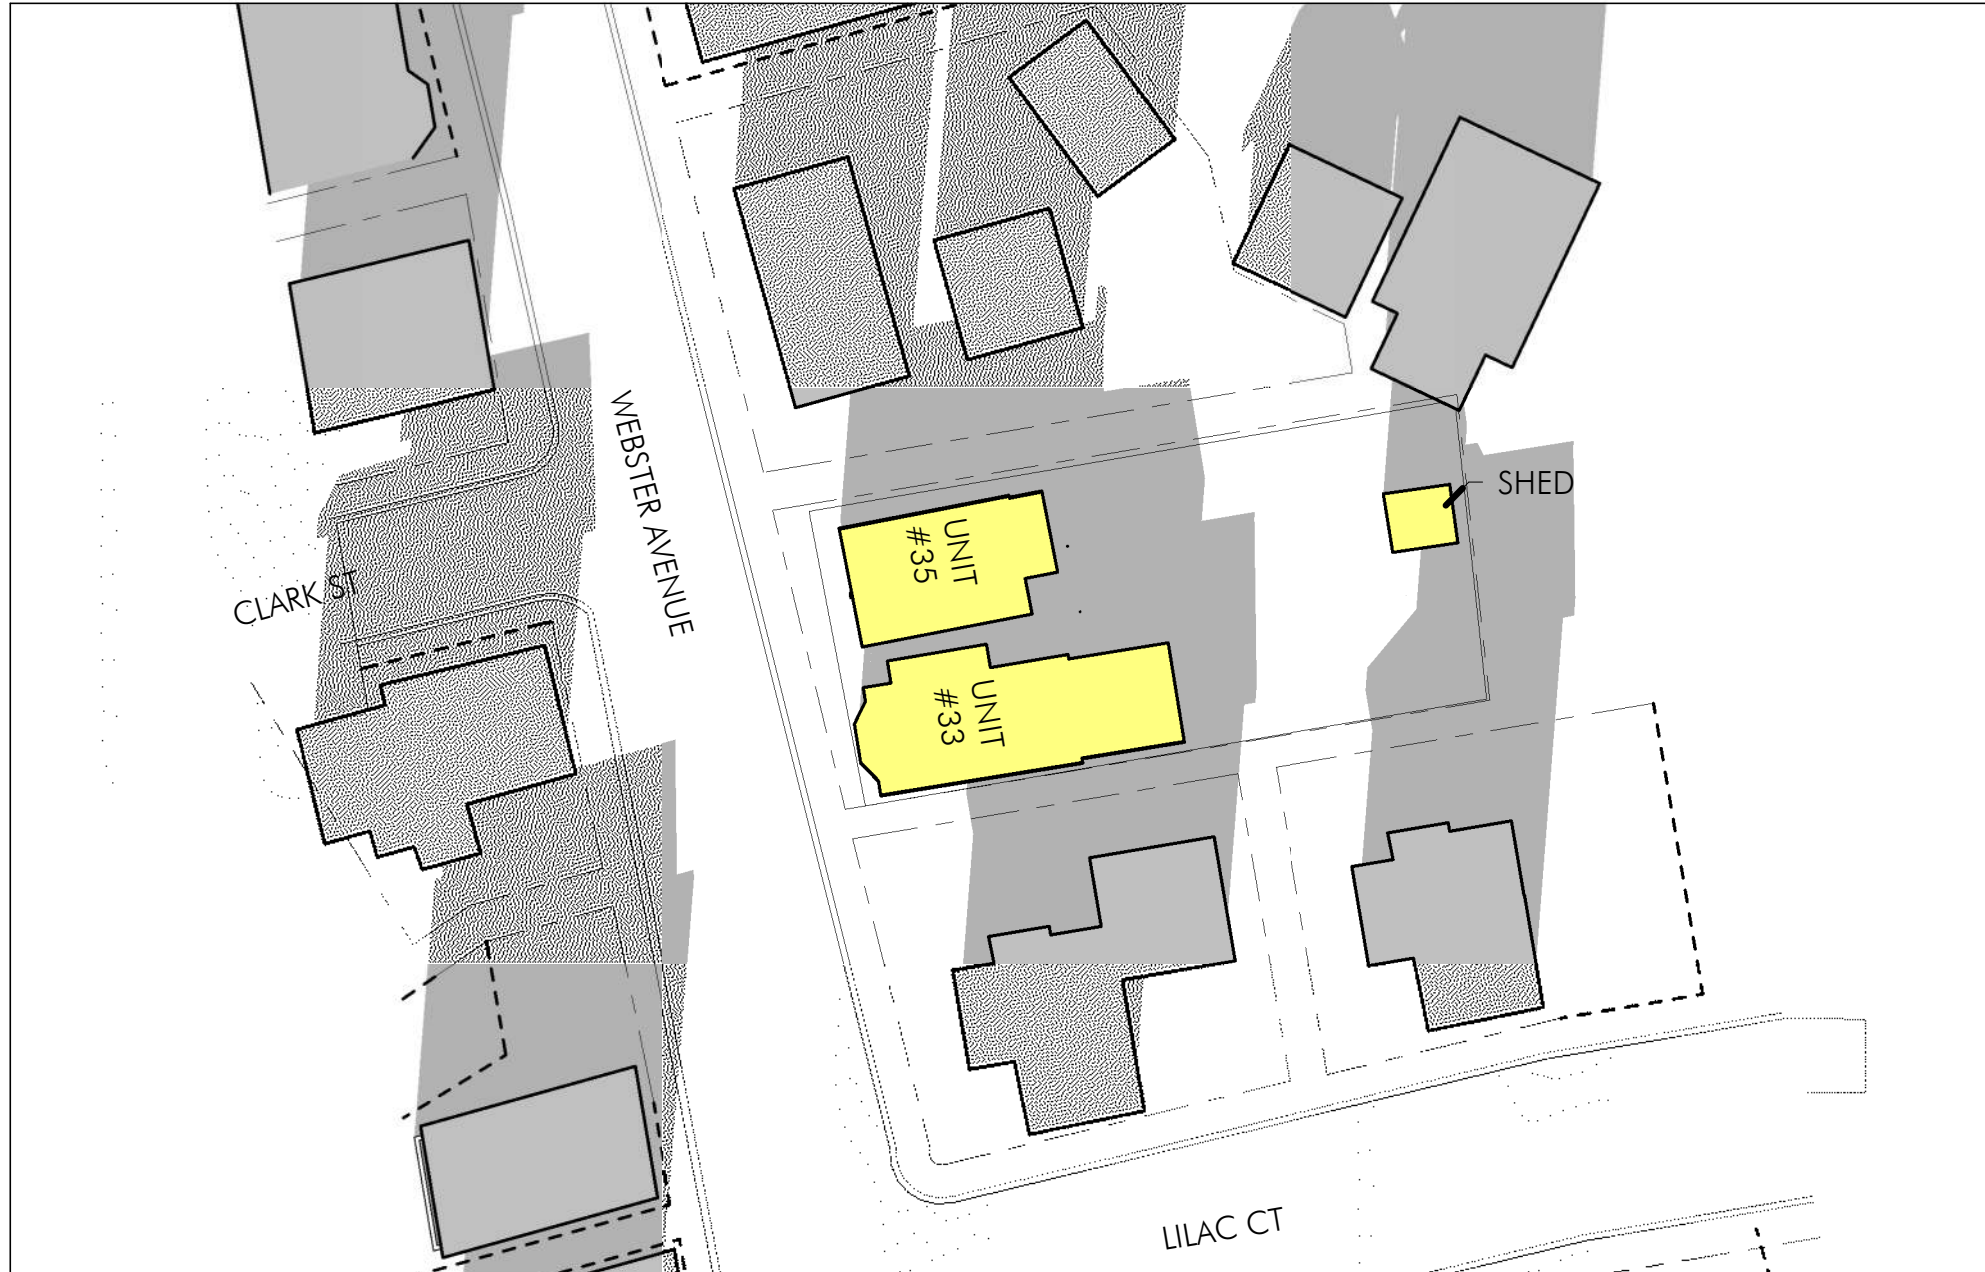 WEBSTER AVENUE
SHED
UNIT
#35
CLARK ST
UNIT
#33
LILAC CT